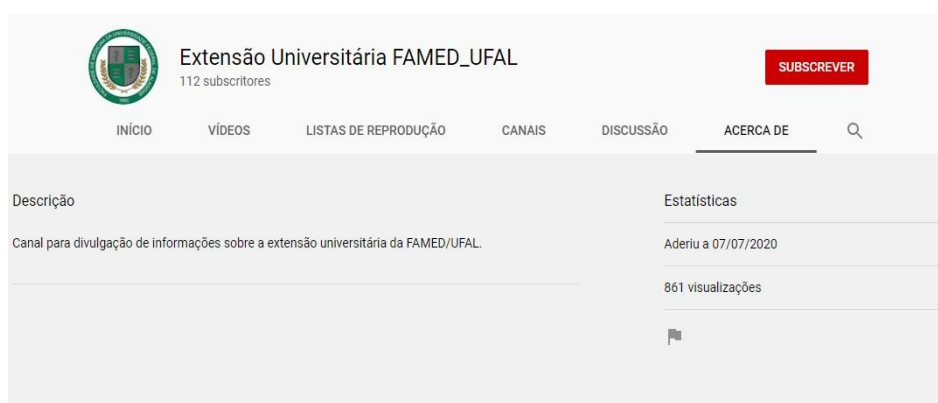 Extensão Universitária FAMED_UFAL
112 subscritores
SUBSCREVER
INÍCIO VÍDEOS LISTAS DE REPRODUÇÃO CANAIS DISCUSSÃO ACERCA DE
Descrição
Canal para divulgação de informações sobre a extensão universitária da FAMED/UFAL.
Estatísticas
Aderiu a 07/07/2020
861 visualizações